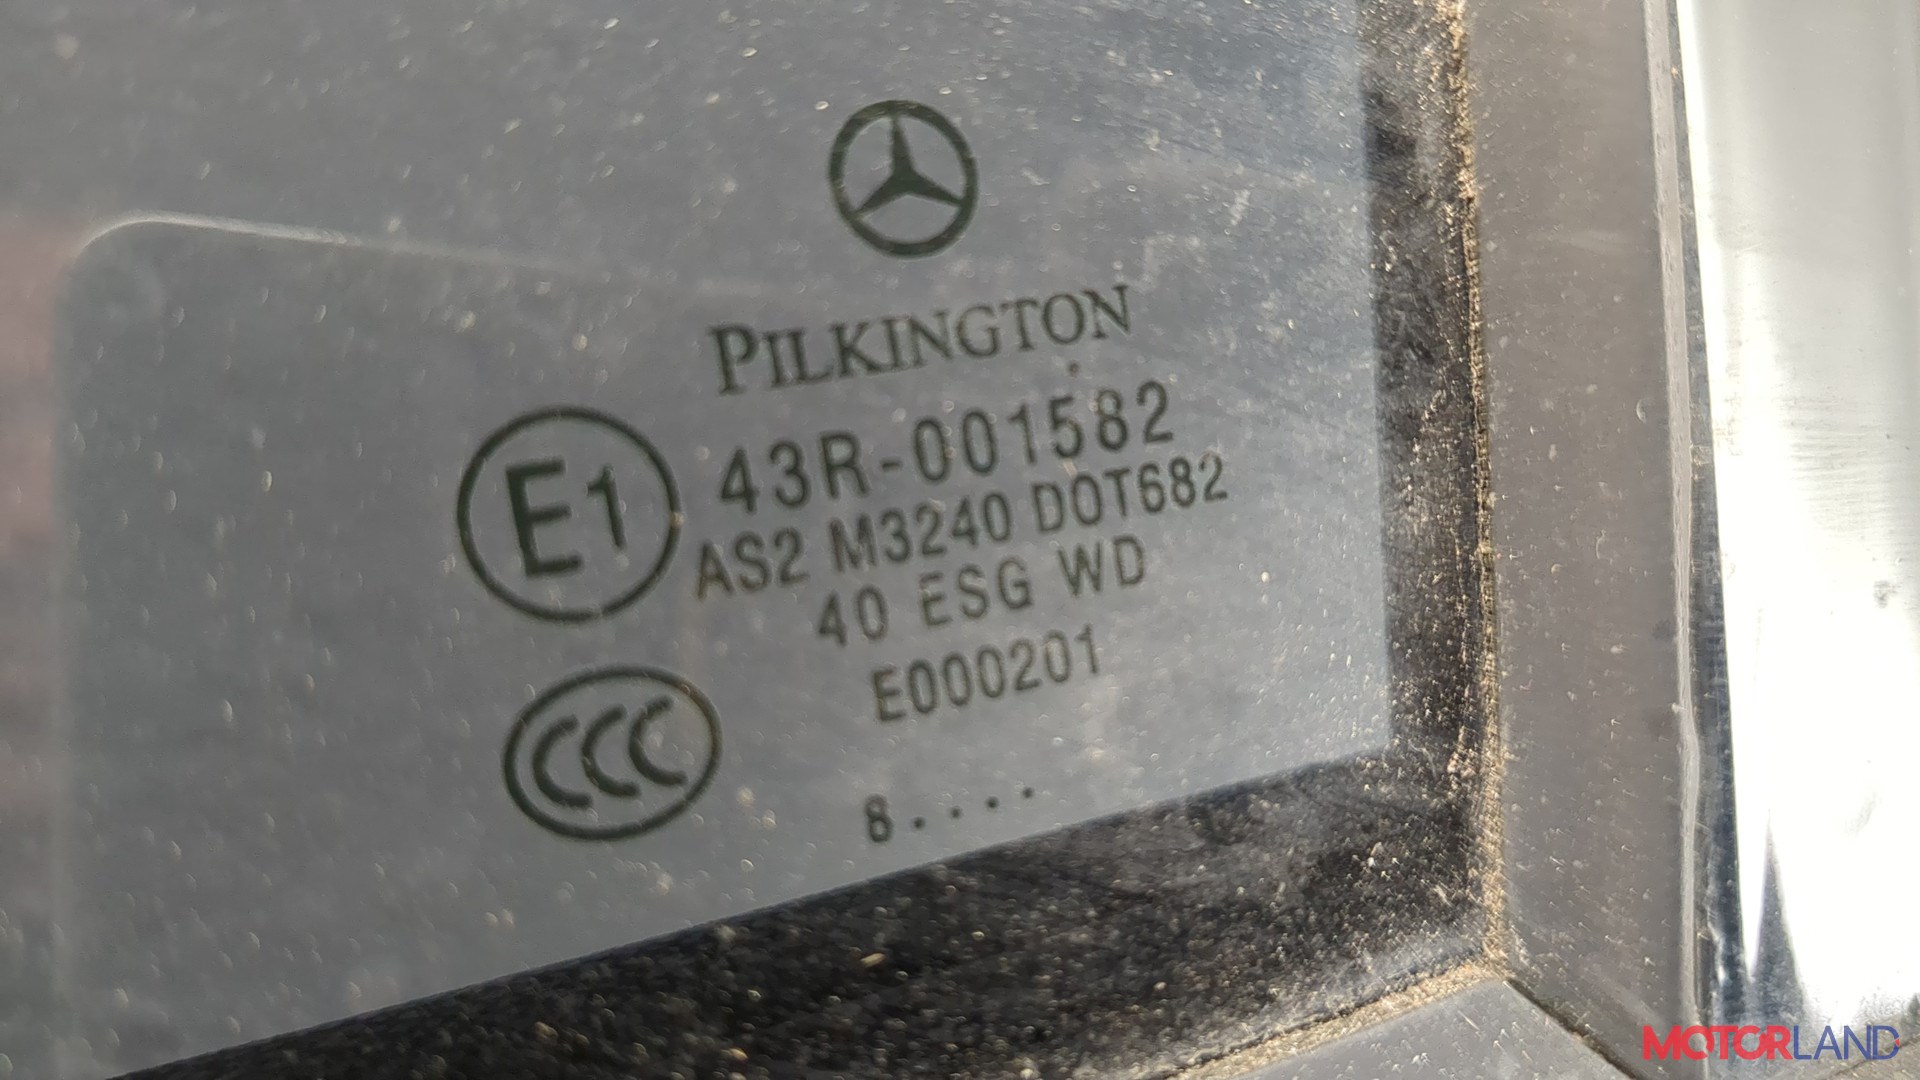 PILKINGTON
E1
43R-001582
AS2 M3240 DOT682
40 ESG WD
E000201
CCC
8....
MOTORLAND